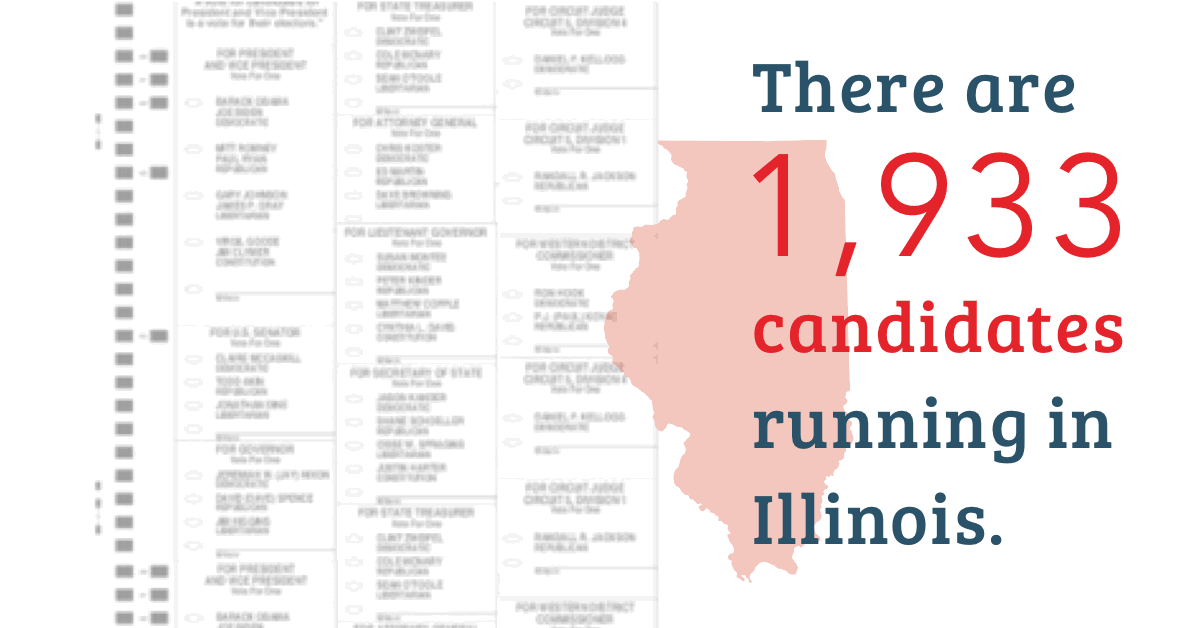 President and Vice President
is a vote for their electors."
FOR PRESIDENT
AND VICE PRESIDENT
Vote For One
BARACK OBAMA
JOE BIDEN
DEMOCRATIC
MITT ROMNEY
PAUL RYAN
REPUBLICAN
GARY JOHNSON
JAMES P. GRAY
LIBERTARIAN
VIRGIL GOODE
JIM CLYMER
CONSTITUTION
FOR U.S. SENATOR
Vote For One
CLAIRE McCASKILL
DEMOCRATIC
TODD AKIN
REPUBLICAN
JONATHAN DINE
LIBERTARIAN
FOR GOVERNOR
Vote For One
JEREMIAH W. (JAY) NIXON
DEMOCRATIC
DAVID (DAVE) SPENCE
REPUBLICAN
JIM HIGGINS
LIBERTARIAN
FOR PRESIDENT
AND VICE PRESIDENT
Vote For One
BARACK OBAMA
JOE BIDEN
FOR STATE TREASURER
Vote For One
CLINT ZWEIFEL
DEMOCRATIC
COLE McNARY
REPUBLICAN
SEAN O'TOOLE
LIBERTARIAN
FOR ATTORNEY GENERAL
Vote For One
CHRIS KOSTER
DEMOCRATIC
ED MARTIN
REPUBLICAN
DAVE BROWNING
LIBERTARIAN
FOR LIEUTENANT GOVERNOR
Vote For One
SUSAN MONTEE
DEMOCRATIC
PETER KINDER
REPUBLICAN
MATTHEW COPPLE
LIBERTARIAN
CYNTHIA L. DAVIS
CONSTITUTION
FOR SECRETARY OF STATE
Vote For One
JASON KANDER
DEMOCRATIC
SHANE SCHOELLER
REPUBLICAN
CISSE W. SPRAGINS
LIBERTARIAN
JUSTIN HARTER
CONSTITUTION
FOR STATE TREASURER
Vote For One
CLINT ZWEIFEL
DEMOCRATIC
COLE McNARY
REPUBLICAN
SEAN O'TOOLE
LIBERTARIAN
FOR ATTORNEY GENERAL
FOR CIRCUIT JUDGE
CIRCUIT 5, DIVISION 4
Vote For One
DANIEL F. KELLOGG
DEMOCRATIC
FOR CIRCUIT JUDGE
CIRCUIT 5, DIVISION 1
Vote For One
RANDALL R. JACKSON
REPUBLICAN
FOR WESTERN DISTRICT
COMMISSIONER
Vote For One
RON HOOK
DEMOCRATIC
REPUBLICAN
FOR CIRCUIT JUDGE
CIRCUIT 5, DIVISION 4
Vote For One
DANIEL F. KELLOGG
DEMOCRATIC
FOR CIRCUIT JUDGE
CIRCUIT 5, DIVISION 1
Vote For One
RANDALL R. JACKSON
REPUBLICAN
FOR WESTERN DISTRICT
COMMISSIONER
There are
1,933
candidates
running in
Illinois.